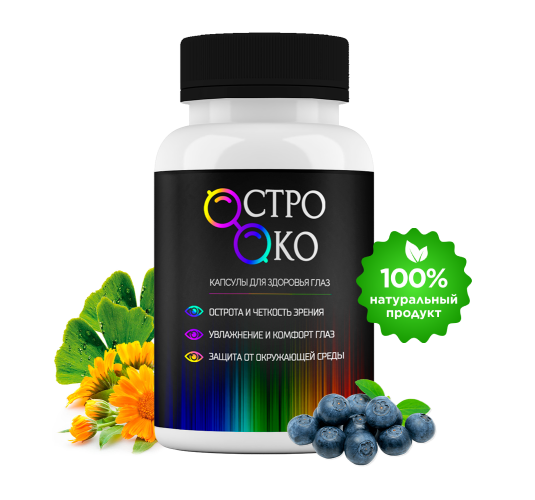 ОСТРО
ОКО
КАПСУЛЫ ДЛЯ ЗДОРОВЬЯ ГЛАЗ
ОСТРОТА И ЧЕТКОСТЬ ЗРЕНИЯ
УВЛАЖНЕНИЕ И КОМФОРТ ГЛАЗ
ЗАЩИТА ОТ ОКРУЖАЮЩЕЙ СРЕДЫ
100%
натуральный
продукт